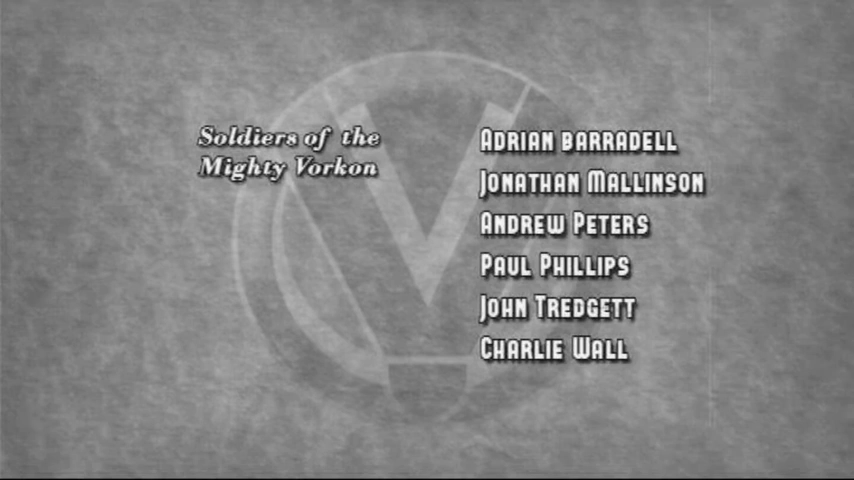 Soldiers of the
Mighty Vorkon
ADRIAN BARRADELL
JONATHAN MALLINSON
ANDREW PETERS
PAUL PHILLIPS
JOHN TREDGETT
CHARLIE WALL